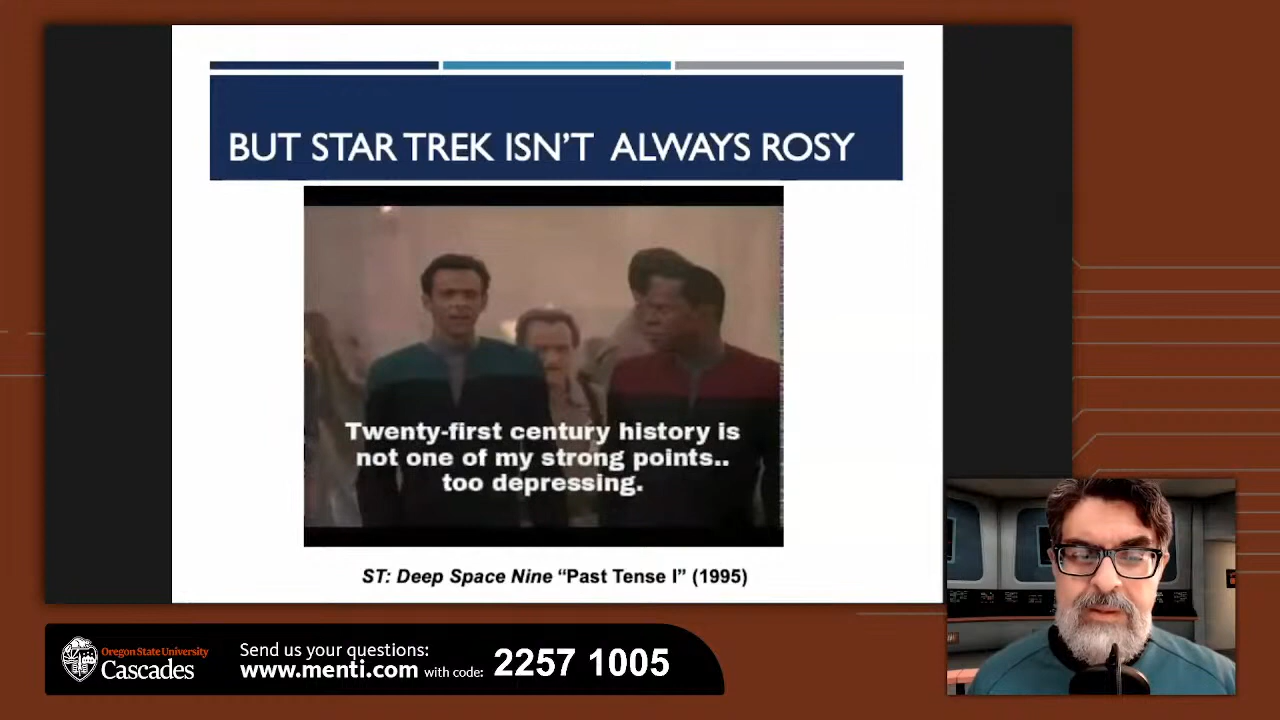 BUT STAR TREK ISN'T ALWAYS ROSY
Twenty-first century history is
not one of my strong points..
too depressing.
ST: Deep Space Nine “Past Tense I” (1995)
Oregon State University
Cascades
Send us your questions:
www.menti.com with code: 2257 1005